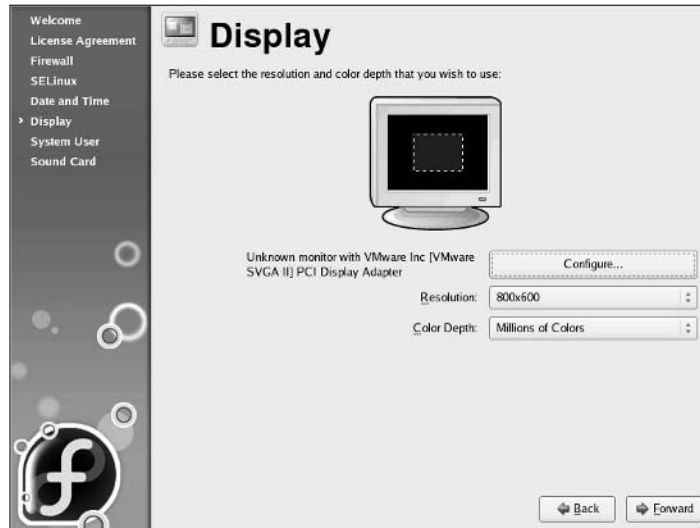 Welcome
License Agreement
Firewall
SELinux
Date and Time
Display
System User
Sound Card
Display
Please select the resolution and color depth that you wish to use:
Unknown monitor with VMware Inc [VMware
SVGA II] PCI Display Adapter
Configure...
Resolution:
800x600
Color Depth:
Millions of Colors
Back
Forward